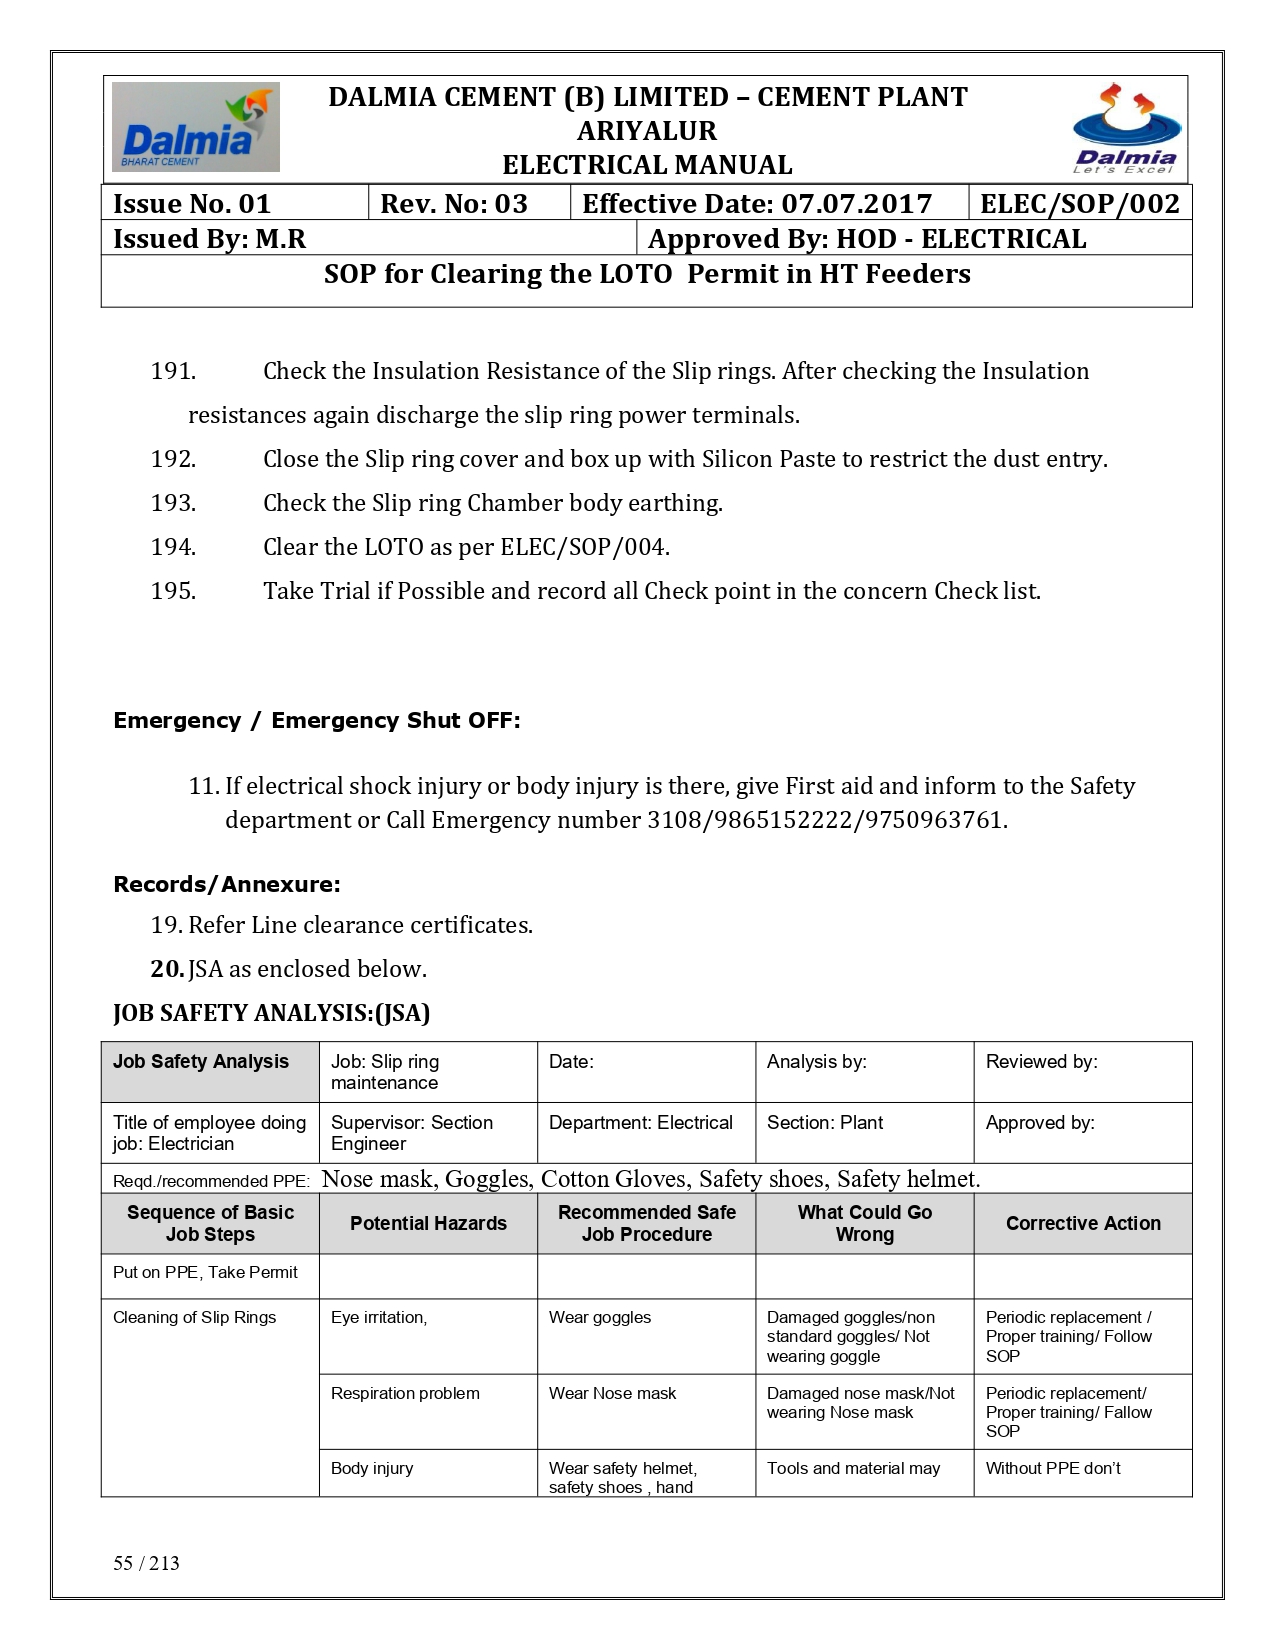 Dalmia
BHARAT CEMENT
DALMIA CEMENT (B) LIMITED – CEMENT PLANT
ARIYALUR
ELECTRICAL MANUAL
Dalmia
Let's Excel
Issue No. 01 Rev. No: 03 Effective Date: 07.07.2017 ELEC/SOP/002
Issued By: M.R Approved By: HOD - ELECTRICAL
SOP for Clearing the LOTO Permit in HT Feeders
191. Check the Insulation Resistance of the Slip rings. After checking the Insulation
resistances again discharge the slip ring power terminals.
192. Close the Slip ring cover and box up with Silicon Paste to restrict the dust entry.
193. Check the Slip ring Chamber body earthing.
194. Clear the LOTO as per ELEC/SOP/004.
195. Take Trial if Possible and record all Check point in the concern Check list.
Emergency / Emergency Shut OFF:
11. If electrical shock injury or body injury is there, give First aid and inform to the Safety
department or Call Emergency number 3108/9865152222/9750963761.
Records/Annexure:
19. Refer Line clearance certificates.
20. JSA as enclosed below.
JOB SAFETY ANALYSIS:(JSA)
Job Safety Analysis
Job: Slip ring
maintenance
Date:
Analysis by:
Reviewed by:
Title of employee doing
job: Electrician
Supervisor: Section
Engineer
Department: Electrical
Section: Plant
Approved by:
Reqd./recommended PPE: Nose mask, Goggles, Cotton Gloves, Safety shoes, Safety helmet.
Sequence of Basic
Job Steps
Potential Hazards
Recommended Safe
Job Procedure
What Could Go
Wrong
Corrective Action
Put on PPE, Take Permit
Cleaning of Slip Rings
Eye irritation,
Wear goggles
Damaged goggles/non
standard goggles/ Not
wearing goggle
Periodic replacement /
Proper training/ Follow
SOP
Respiration problem
Wear Nose mask
Damaged nose mask/Not
wearing Nose mask
Periodic replacement/
Proper training/ Fallow
SOP
Body injury
Wear safety helmet,
safety shoes , hand
Tools and material may
Without PPE don't
55 / 213